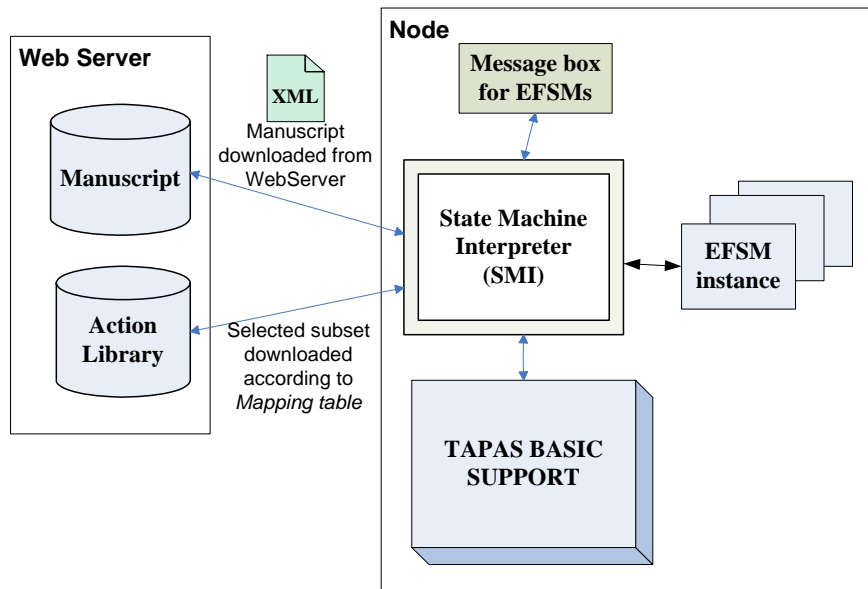 Web Server
Manuscript
Action
Library
XML
Manuscript
downloaded from
WebServer
Selected subset
downloaded
according to
Mapping table
Node
Message box
for EFSMs
State Machine
Interpreter
(SMI)
EFSM
instance
TAPAS BASIC
SUPPORT